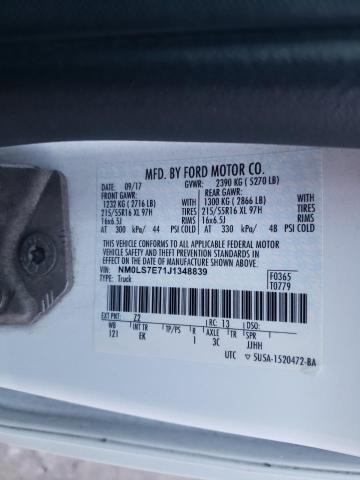 MFD. BY FORD MOTOR CO.
DATE: 09/17 GVWR: 2390 KG ( 5270 LB)
FRONT GAWR: REAR GAWR:
1232 KG ( 2716 LB) 1300 KG ( 2866 LB)
215/55R16 XL 97H TIRES 215/55R16 XL 97H TIRES
16x6.5J RIMS 16x6.5J RIMS
AT 300 kPa/ 44 PSI COLD AT 330 kPa/ 48 PSI COLD
THIS VEHICLE CONFORMS TO ALL APPLICABLE FEDERAL MOTOR
VEHICLE SAFETY AND THEFT PREVENTION STANDARDS IN
EFFECT ON THE DATE OF MANUFACTURE SHOWN ABOVE.
VIN: NM0LS7E71J1348839 F0365
TYPE: Truck T0779
EXT PNT: Z2 RC: 13 DSO:
WB INT TR TP/PS R AXLE TR SPR
121 EK 1 3C JJHH
UTC 5USA-1520472-BA